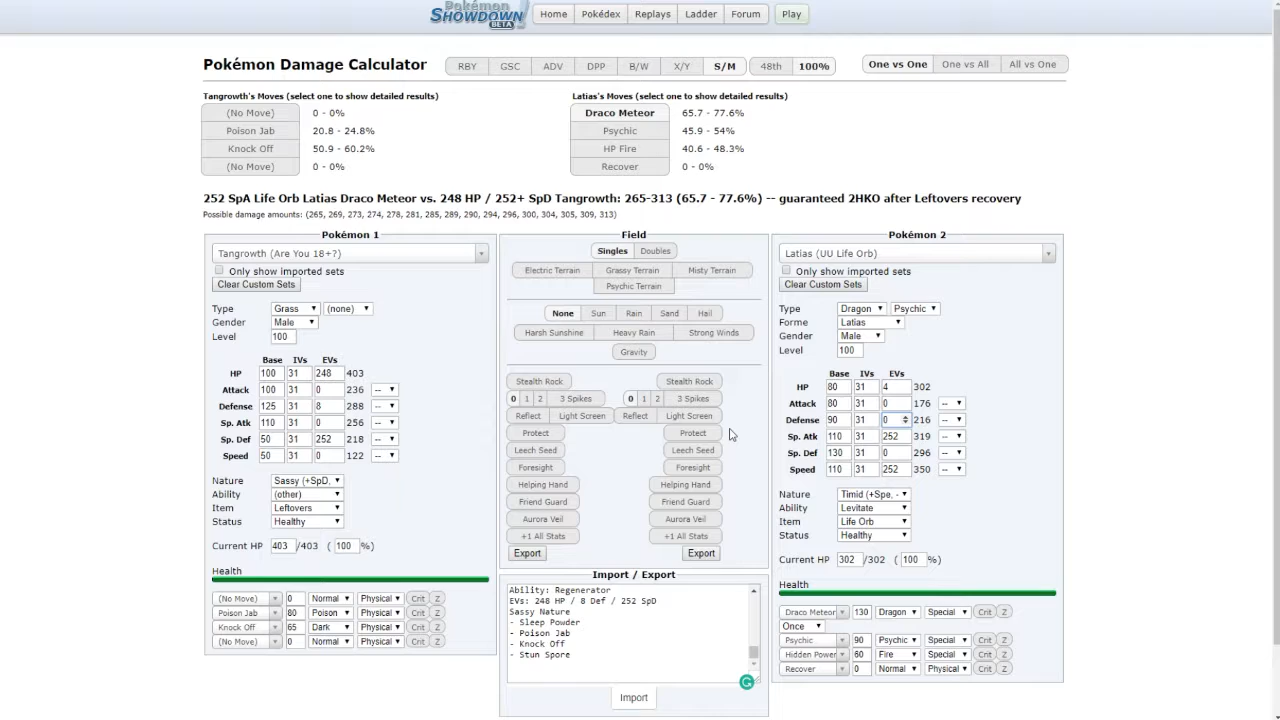 Pokémon
SHOWDOWN
BETA
Home Pokédex Replays Ladder Forum Play
Pokémon Damage Calculator RBY GSC ADV DPP B/W X/Y S/M 48th 100% One vs One One vs All All vs One
Tangrowth's Moves (select one to show detailed results)
(No Move) 0 - 0%
Poison Jab 20.8 - 24.8%
Knock Off 50.9 - 60.2%
(No Move) 0 - 0%
Latias's Moves (select one to show detailed results)
Draco Meteor 65.7 - 77.6%
Psychic 45.9 - 54%
HP Fire 40.6 - 48.3%
Recover 0 - 0%
252 SpA Life Orb Latias Draco Meteor vs. 248 HP / 252+ SpD Tangrowth: 265-313 (65.7 - 77.6%) -- guaranteed 2HKO after Leftovers recovery
Possible damage amounts: (265, 269, 273, 274, 278, 281, 285, 289, 290, 294, 296, 300, 304, 305, 309, 313)
Pokémon 1
Tangrowth (Are You 18+?)
Only show imported sets
Clear Custom Sets
Type Grass (none)
Gender Male
Level 100
Base IVs EVs
HP 100 31 248 403
Attack 100 31 0 236 --
Defense 125 31 8 288 --
Sp. Atk 110 31 0 256 --
Sp. Def 50 31 252 218 --
Speed 50 31 0 122 --
Nature Sassy (+SpD,
Ability (other)
Item Leftovers
Status Healthy
Current HP 403 /403 ( 100 %)
Health
(No Move) 0 Normal Physical Crit Z
Poison Jab 80 Poison Physical Crit Z
Knock Off 65 Dark Physical Crit Z
(No Move) 0 Normal Physical Crit Z
Field
Singles Doubles
Electric Terrain Grassy Terrain Misty Terrain
Psychic Terrain
None Sun Rain Sand Hail
Harsh Sunshine Heavy Rain Strong Winds
Gravity
Stealth Rock Stealth Rock
0 1 2 3 Spikes 0 1 2 3 Spikes
Reflect Light Screen Reflect Light Screen
Protect Protect
Leech Seed Leech Seed
Foresight Foresight
Helping Hand Helping Hand
Friend Guard Friend Guard
Aurora Veil Aurora Veil
+1 All Stats +1 All Stats
Export Export
Import / Export
Ability: Regenerator
EVs: 248 HP / 8 Def / 252 SpD
Sassy Nature
- Sleep Powder
- Poison Jab
- Knock Off
- Stun Spore
Import
Pokémon 2
Latias (UU Life Orb)
Only show imported sets
Clear Custom Sets
Type Dragon Psychic
Forme Latias
Gender Male
Level 100
Base IVs EVs
HP 80 31 4 302
Attack 80 31 0 176 --
Defense 90 31 0 216 --
Sp. Atk 110 31 252 319 --
Sp. Def 130 31 0 296 --
Speed 110 31 252 350 --
Nature Timid (+Spe, -
Ability Levitate
Item Life Orb
Status Healthy
Current HP 302 /302 ( 100 %)
Health
Draco Meteor 130 Dragon Special Crit Z
Once
Psychic 90 Psychic Special Crit Z
Hidden Power 60 Fire Special Crit Z
Recover 0 Normal Physical Crit Z